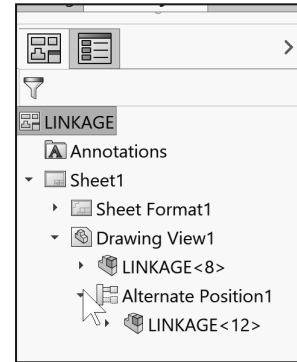 LINKAGE
Annotations
Sheet1
Sheet Format1
Drawing View1
LINKAGE<8>
Alternate Position1
LINKAGE<12>